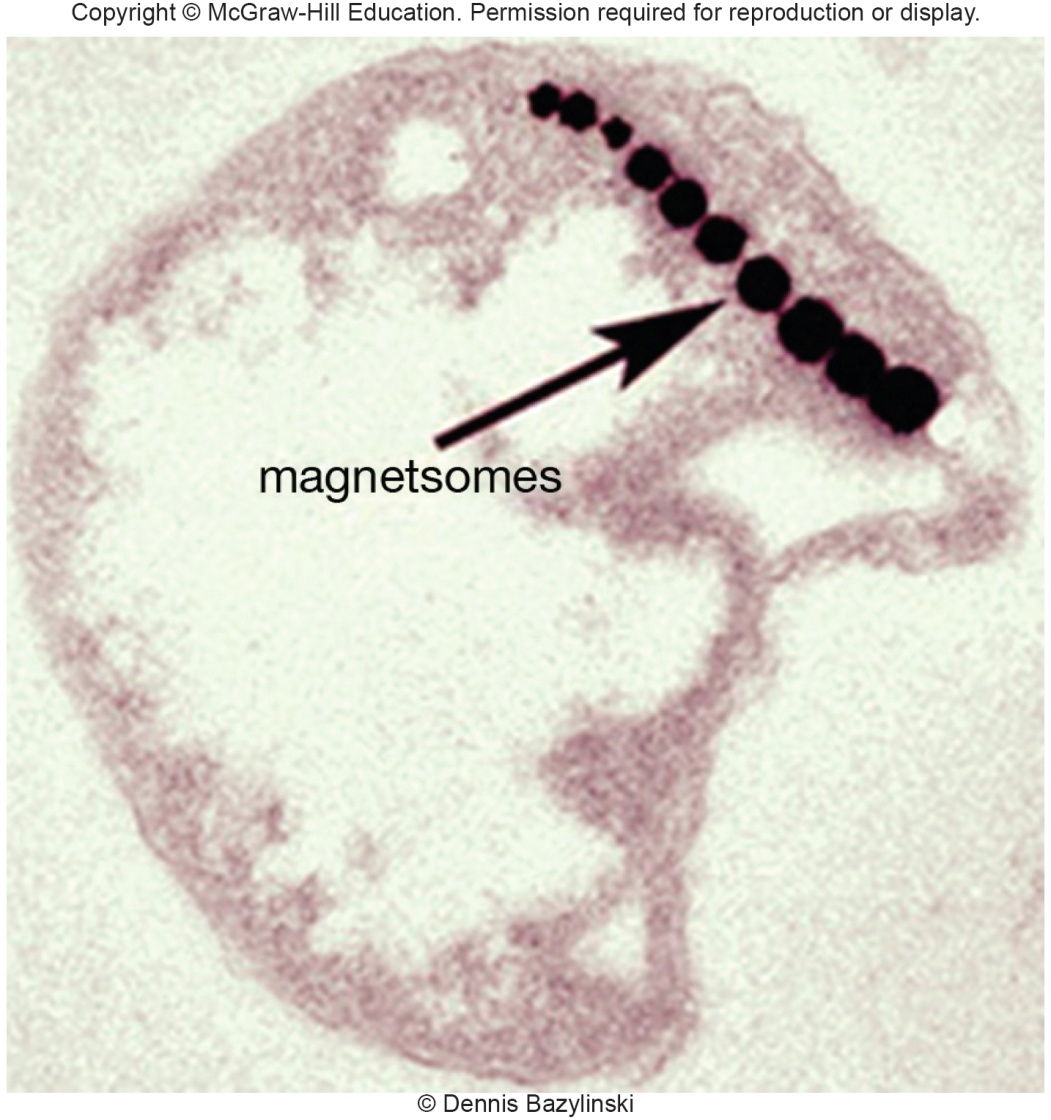 Copyright © McGraw-Hill Education. Permission required for reproduction or display.
magnetsomes
© Dennis Bazylinski